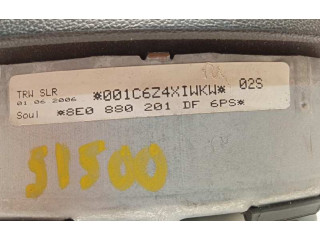 TRW SLR *001C6Z4XIWKW* 02S
01 06 2006
Soul *8E0 880 201 DF 6PS*
51500